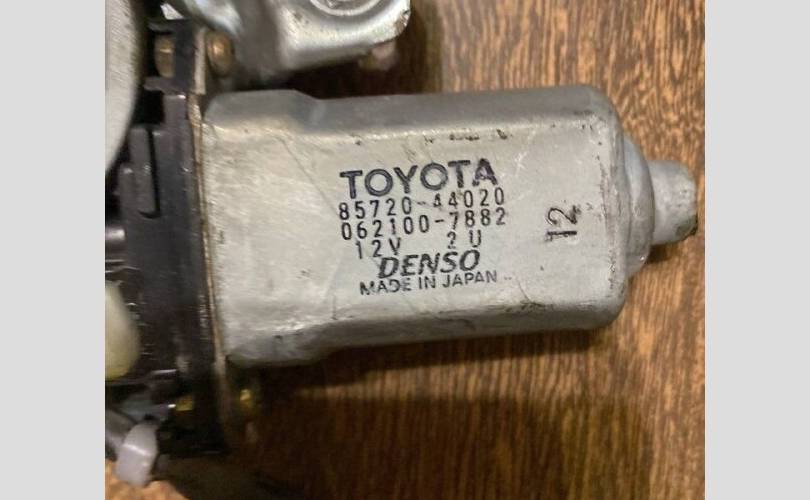 TOYOTA
85720-44020
062100-7882
12V 2U
DENSO
MADE IN JAPAN
12